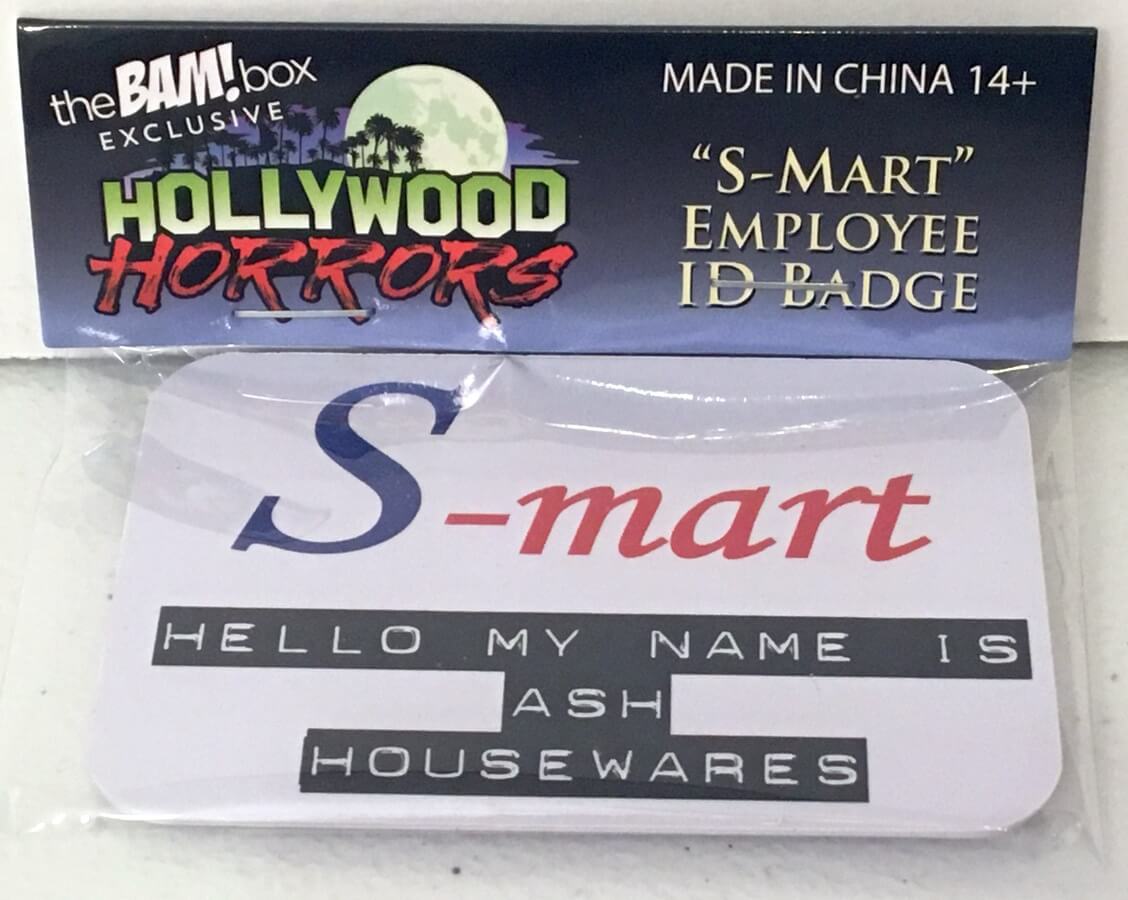 the BAM! box
EXCLUSIVE
HOLLYWOOD
HORRORS
MADE IN CHINA 14+
“S-MART”
EMPLOYEE
ID BADGE
S-mart
HELLO MY NAME IS
ASH
HOUSEWARES